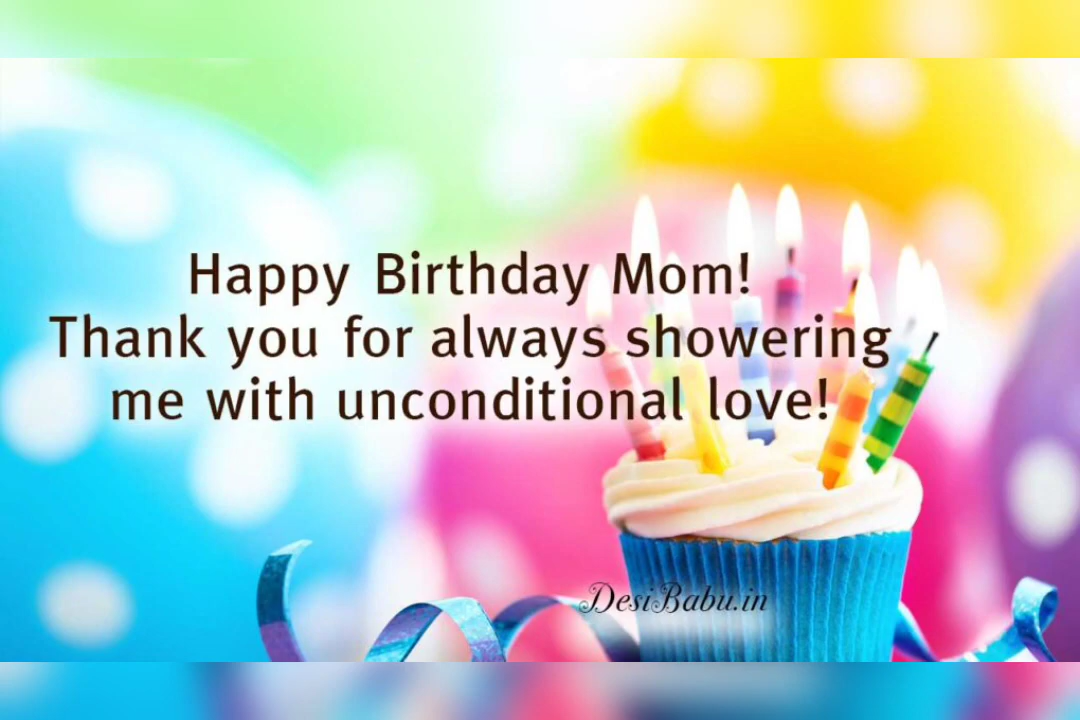 Happy Birthday Mom!
Thank you for always showering
me with unconditional love!
DesiBabu.in